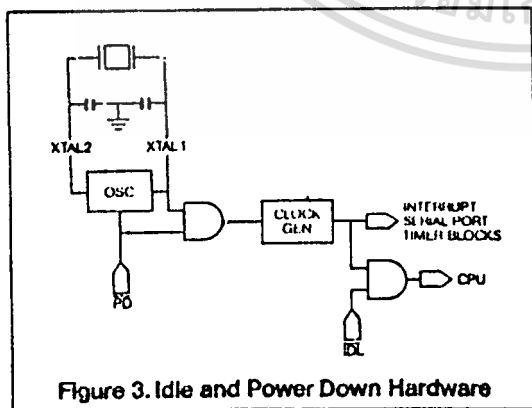 XTAL2
XTAL1
OSC
CLOCK
GEN
INTERRUPT
SERIAL PORT
TIMER BLOCKS
CPU
PD
IDL
Figure 3. Idle and Power Down Hardware